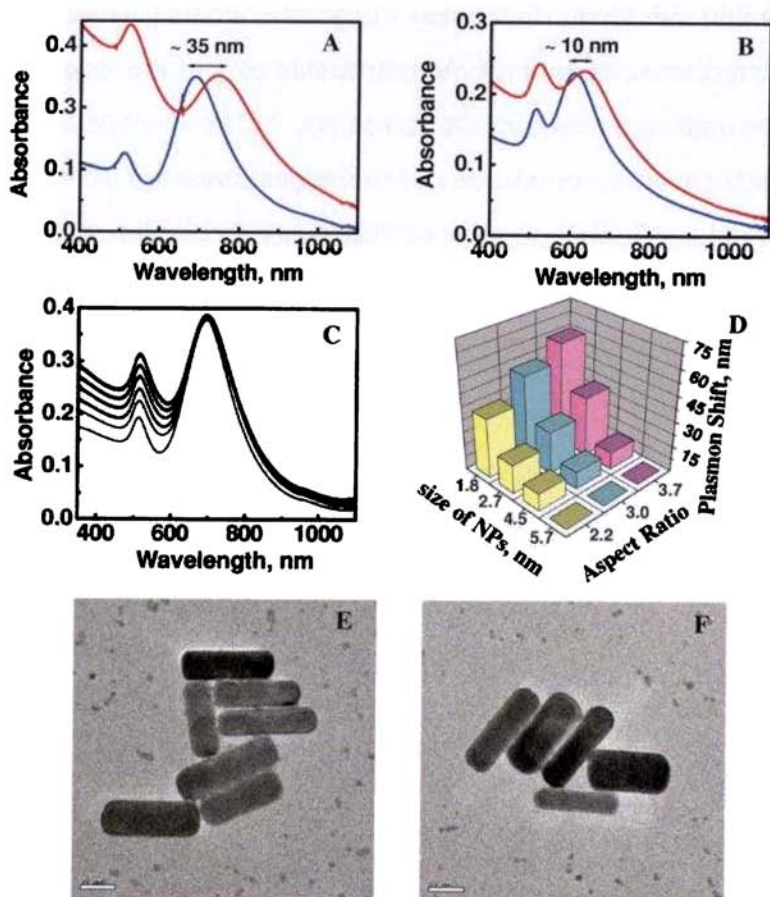 A
~ 35 nm
0.4
0.3
0.1
0.0
Absorbance
400 600 800 1000
Wavelength, nm
B
~ 10 nm
0.3
0.2
0.1
0.0
Absorbance
400 600 800 1000
Wavelength, nm
C
0.4
0.3
0.2
0.1
0.0
Absorbance
400 600 800 1000
Wavelength, nm
D
75
60
45
30
15
Plasmon Shift, nm
1.8
2.7
4.5
5.7
size of NPs, nm
3.7
3.0
2.2
Aspect Ratio
E
F